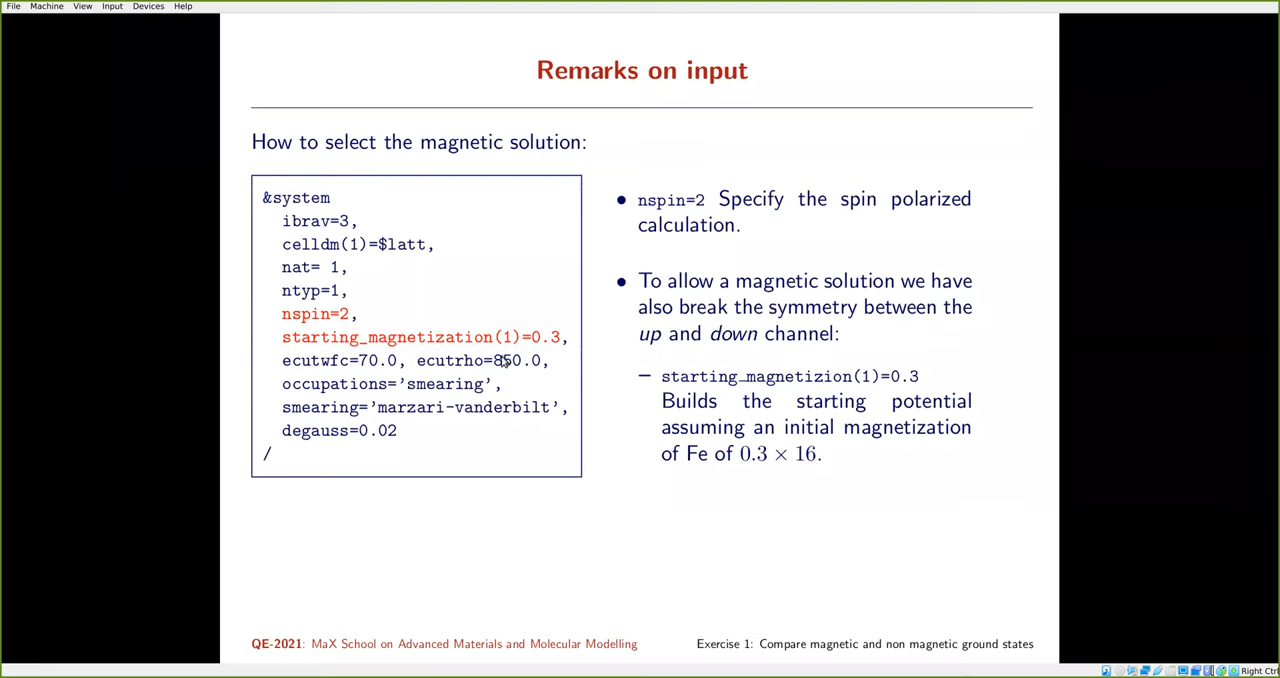 File Machine View Input Devices Help
Remarks on input
How to select the magnetic solution:
&system
ibrav=3,
celldm(1)=$latt,
nat= 1,
ntyp=1,
nspin=2,
starting_magnetization(1)=0.3,
ecutwfc=70.0, ecutrho=850.0,
occupations='smearing',
smearing='marzari-vanderbilt',
degauss=0.02
/
• nspin=2 Specify the spin polarized
calculation.
• To allow a magnetic solution we have
also break the symmetry between the
up and down channel:
– starting_magnetizion(1)=0.3
Builds the starting potential
assuming an initial magnetization
of Fe of 0.3 × 16.
QE-2021: MaX School on Advanced Materials and Molecular Modelling
Exercise 1: Compare magnetic and non magnetic ground states
Right Ctrl